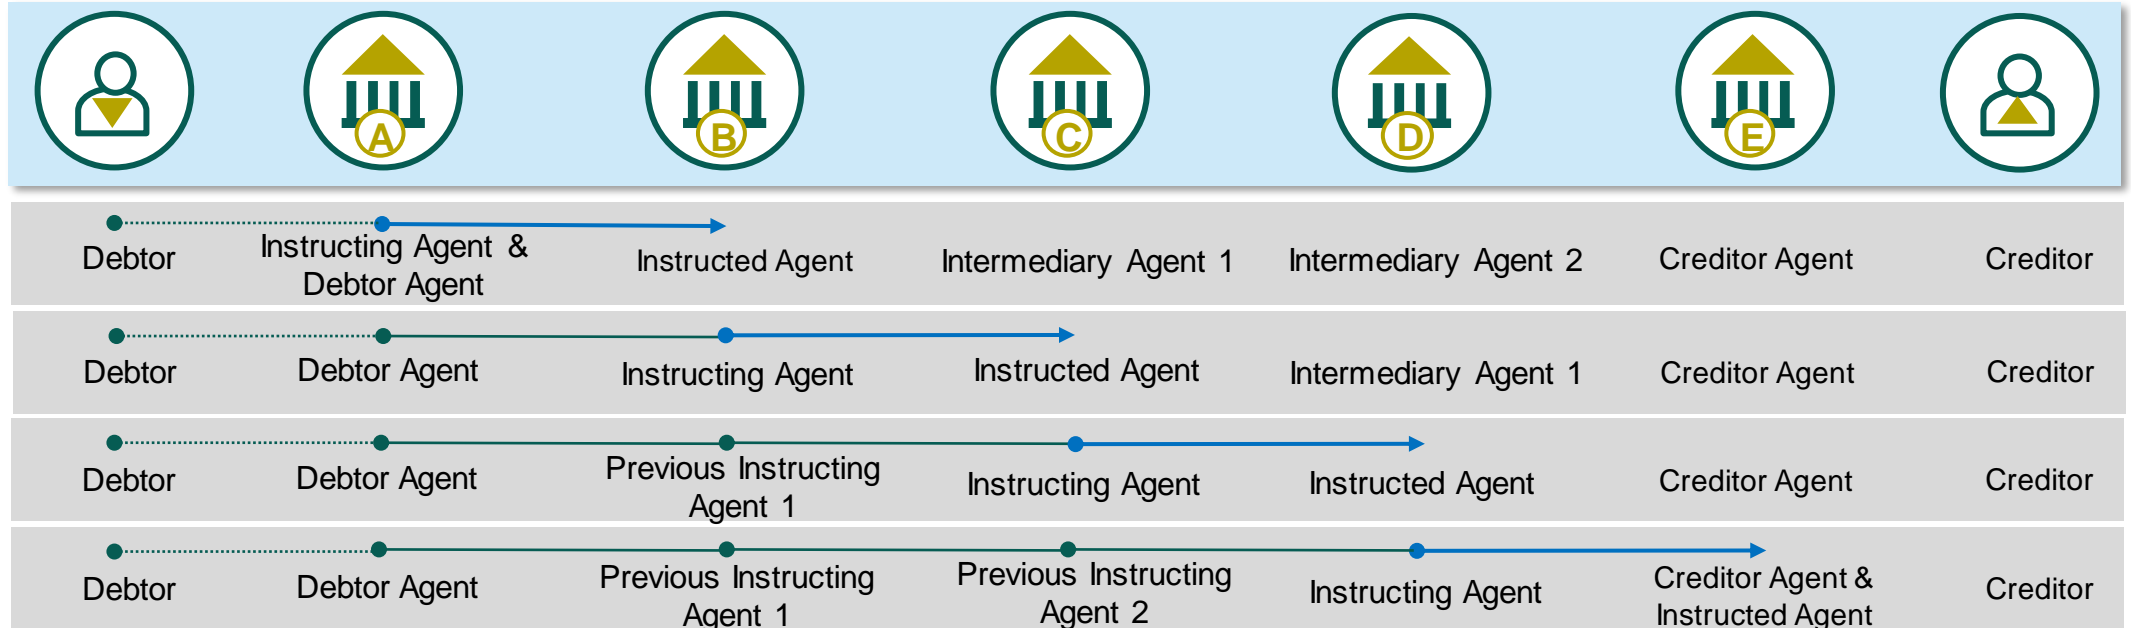 A
B
C
D
E
Debtor
Instructing Agent &
Debtor Agent
Instructed Agent
Intermediary Agent 1
Intermediary Agent 2
Creditor Agent
Creditor
Debtor
Debtor Agent
Instructing Agent
Instructed Agent
Intermediary Agent 1
Creditor Agent
Creditor
Debtor
Debtor Agent
Previous Instructing
Agent 1
Instructing Agent
Instructed Agent
Creditor Agent
Creditor
Debtor
Debtor Agent
Previous Instructing
Agent 1
Previous Instructing
Agent 2
Instructing Agent
Creditor Agent &
Instructed Agent
Creditor